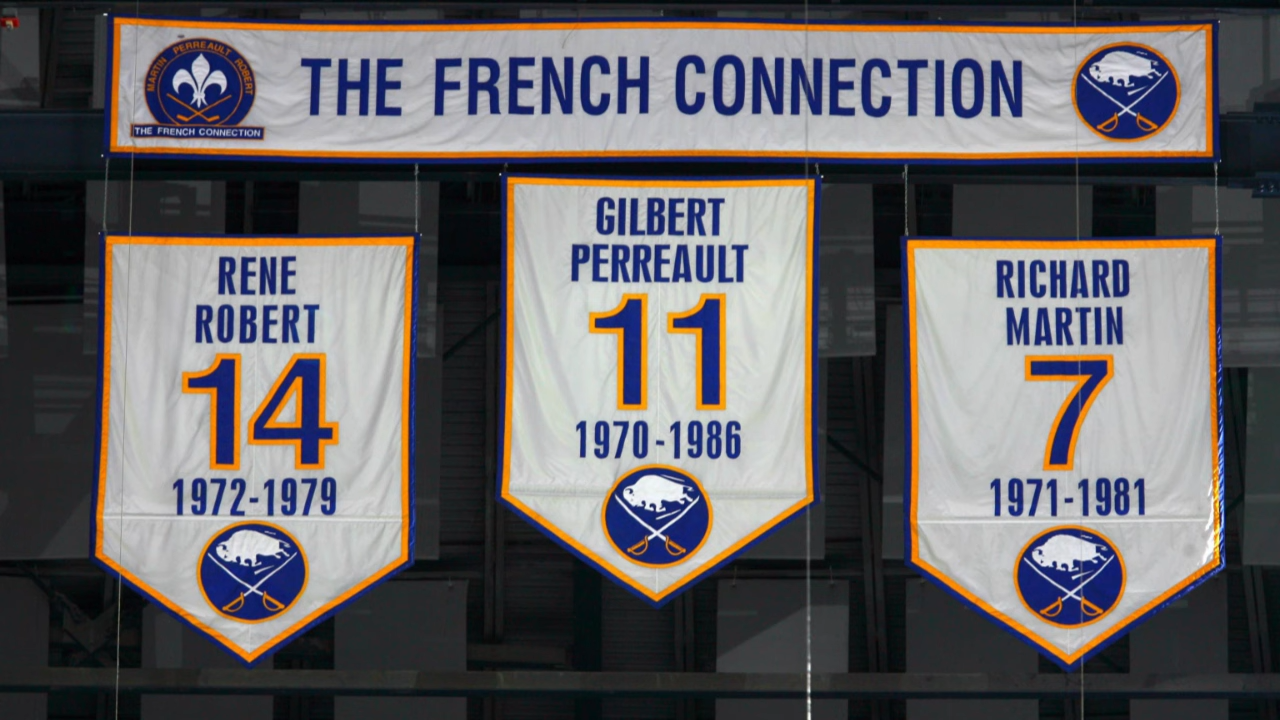 MARTIN PERREAULT ROBERT
THE FRENCH CONNECTION
THE FRENCH CONNECTION
RENE
ROBERT
14
1972-1979
GILBERT
PERREAULT
11
1970-1986
RICHARD
MARTIN
7
1971-1981